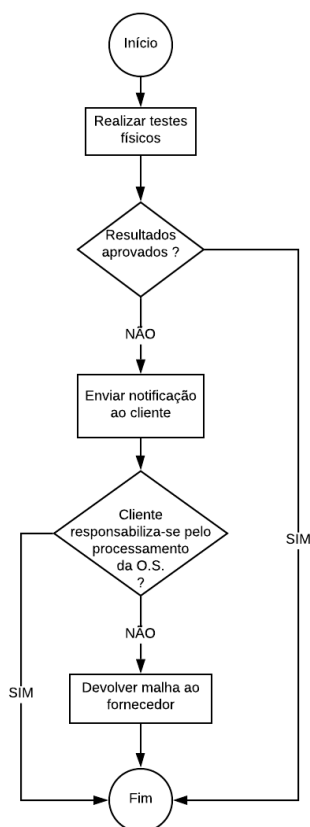 Início
Realizar testes
físicos
Resultados
aprovados ?
NÃO
Enviar notificação
ao cliente
Cliente
responsabiliza-se pelo
processamento
da O.S.
?
SIM
NÃO
Devolver malha ao
fornecedor
SIM
Fim